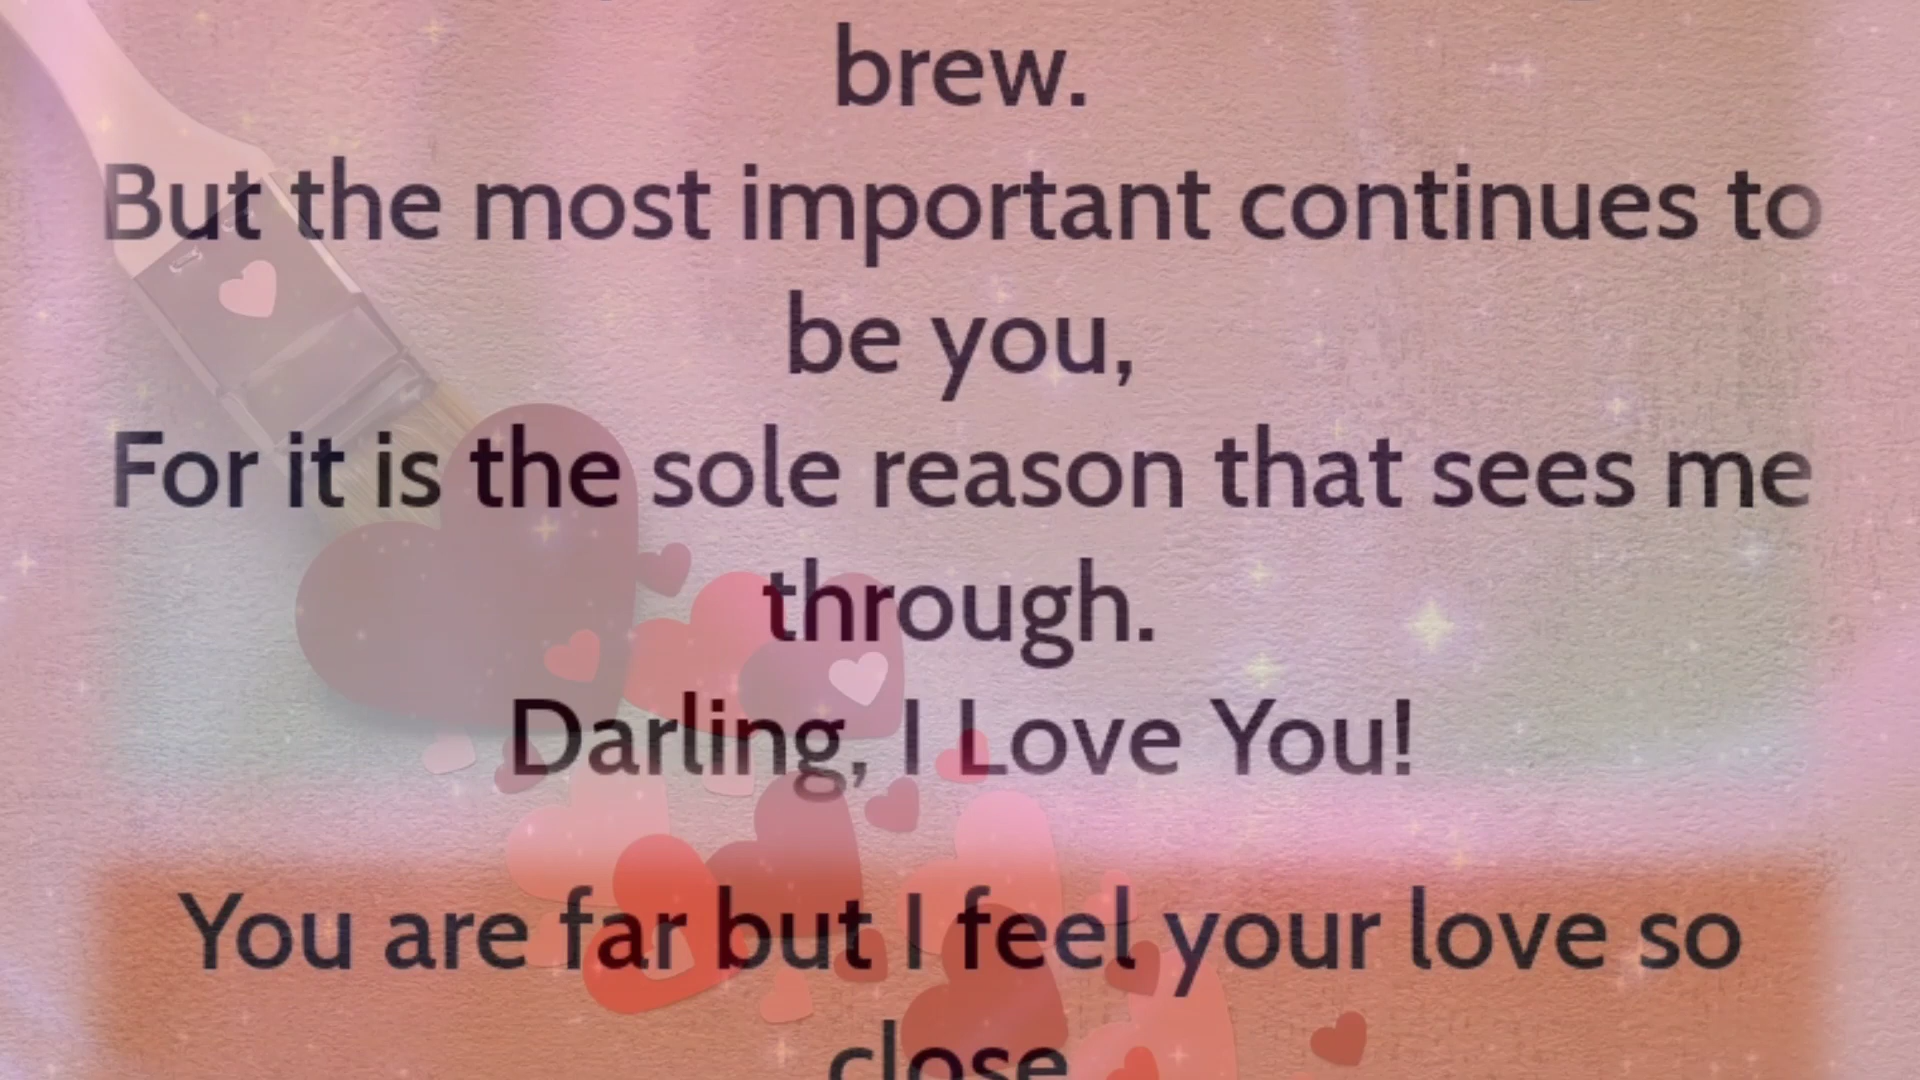 brew.
But the most important continues to
be you,
For it is the sole reason that sees me
through.
Darling, I Love You!
You are far but I feel your love so
close